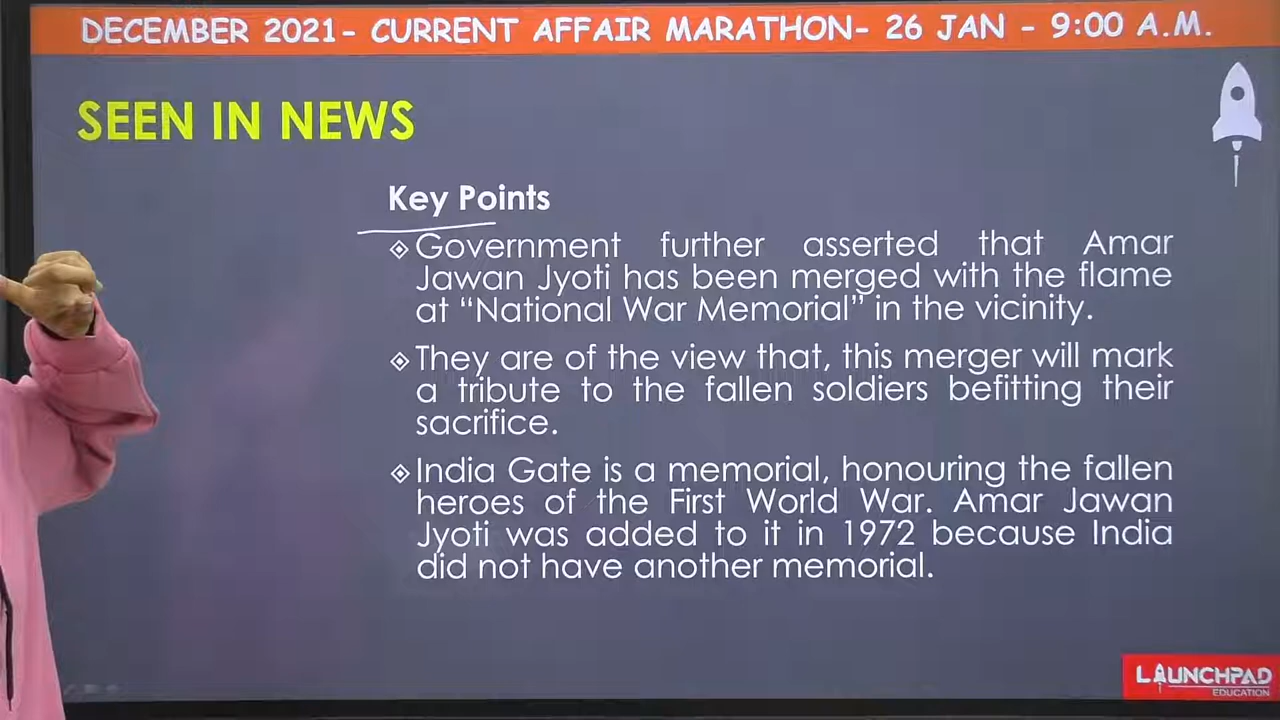 DECEMBER 2021- CURRENT AFFAIR MARATHON- 26 JAN - 9:00 A.M.
SEEN IN NEWS
Key Points
Government further asserted that Amar
Jawan Jyoti has been merged with the flame
at “National War Memorial” in the vicinity.
They are of the view that, this merger will mark
a tribute to the fallen soldiers befitting their
sacrifice.
India Gate is a memorial, honouring the fallen
heroes of the First World War. Amar Jawan
Jyoti was added to it in 1972 because India
did not have another memorial.
LAUNCHPAD
EDUCATION